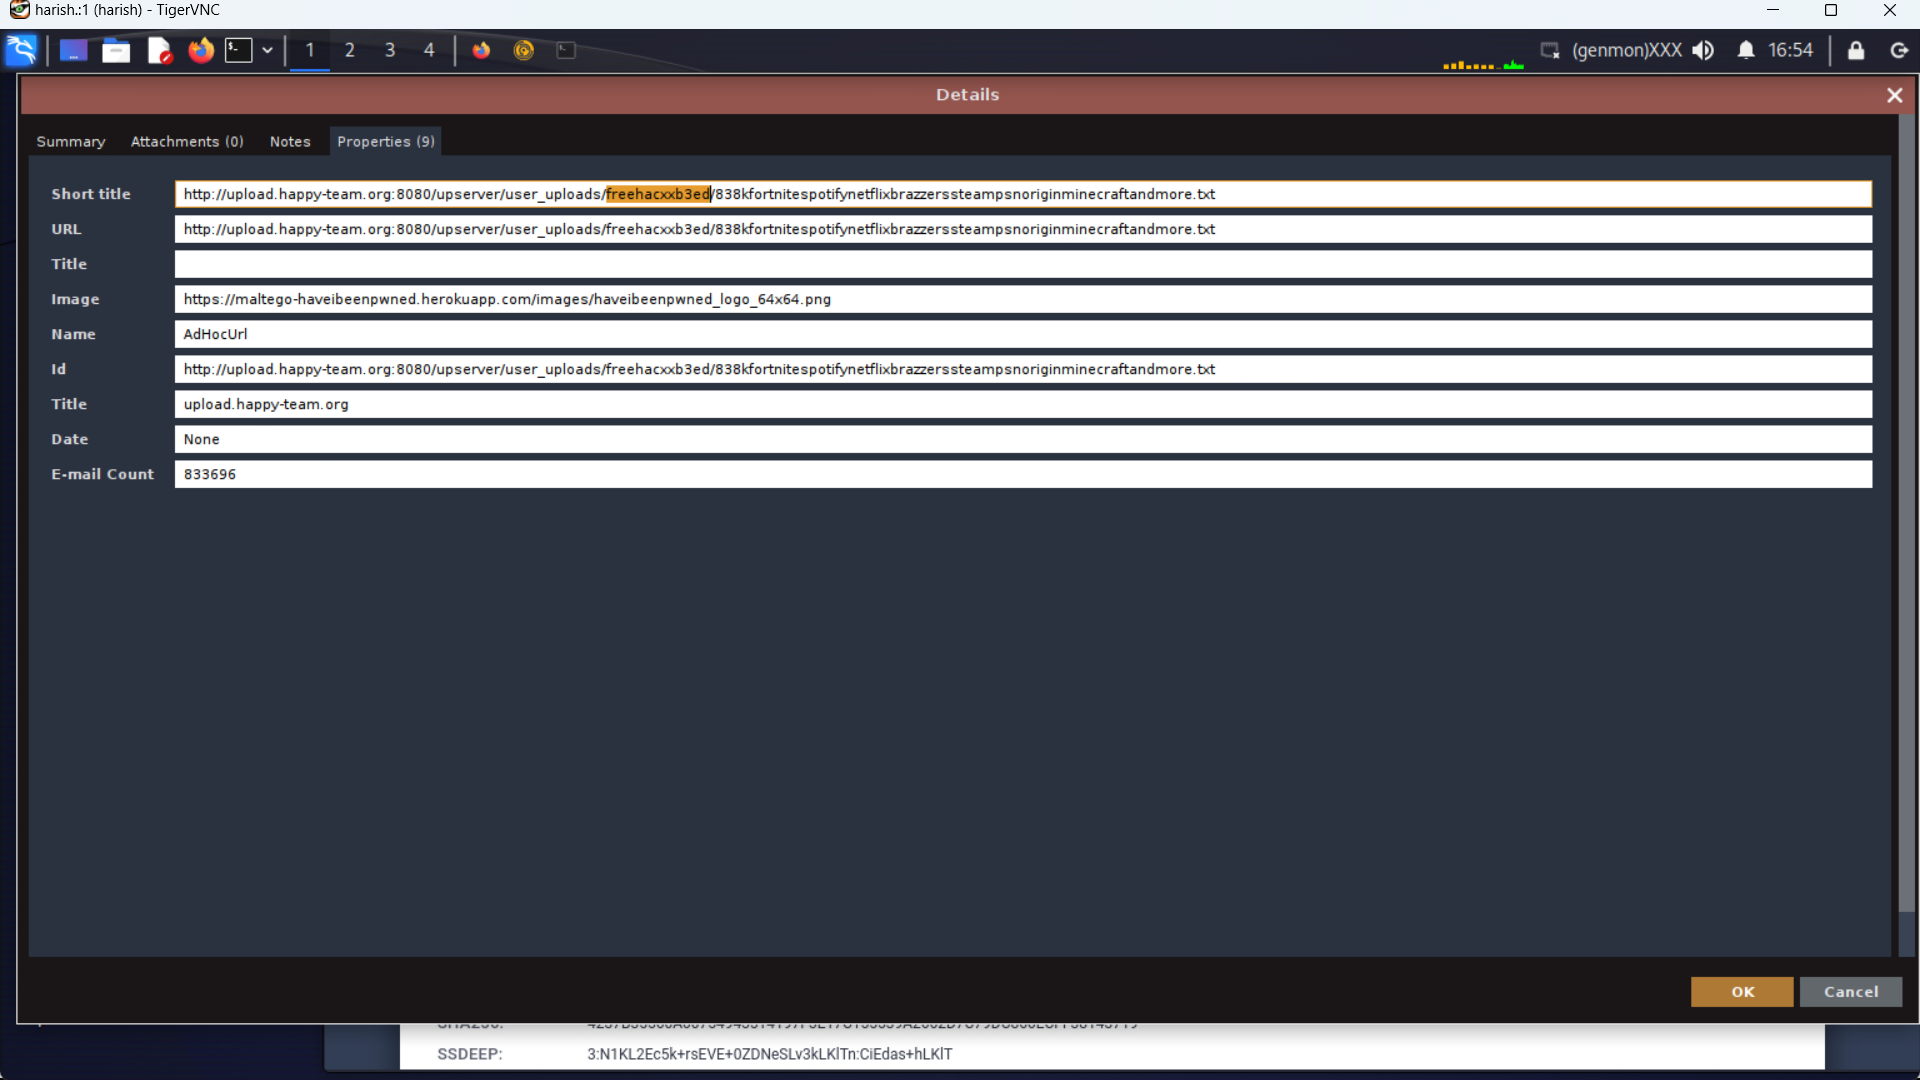 harish.:1 (harish) - TigerVNC
1 2 3 4 (genmon)XXX 16:54
Details
Summary Attachments (0) Notes Properties (9)
Short title http://upload.happy-team.org:8080/upserver/user_uploads/freehacxxb3ed/838kfortnitespotifynetflixbrazzerssteampsnoriginminecraftandmore.txt
URL http://upload.happy-team.org:8080/upserver/user_uploads/freehacxxb3ed/838kfortnitespotifynetflixbrazzerssteampsnoriginminecraftandmore.txt
Title
Image https://maltego-haveibeenpwned.herokuapp.com/images/haveibeenpwned_logo_64x64.png
Name AdHocUrl
Id http://upload.happy-team.org:8080/upserver/user_uploads/freehacxxb3ed/838kfortnitespotifynetflixbrazzerssteampsnoriginminecraftandmore.txt
Title upload.happy-team.org
Date None
E-mail Count 833696
OK Cancel
SSDEEP: 3:N1KL2Ec5k+rsEVE+0ZDNeSLv3kLKlTn:CiEdas+hLKlT